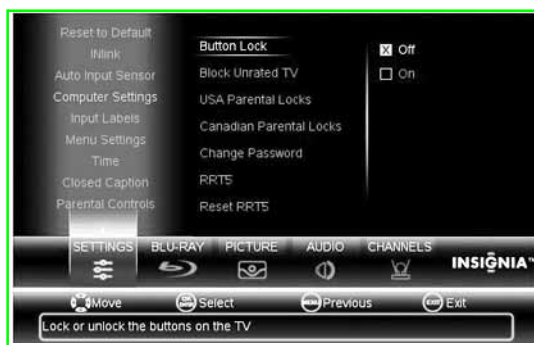 Reset to Default
INlink
Auto Input Sensor
Computer Settings
Input Labels
Menu Settings
Time
Closed Caption
Parental Controls
Button Lock
Block Unrated TV
USA Parental Locks
Canadian Parental Locks
Change Password
RRT5
Reset RRT5
X Off
On
SETTINGS BLU-RAY PICTURE AUDIO CHANNELS
INSIGNIA™
Move Select MENU Previous EXIT Exit
Lock or unlock the buttons on the TV